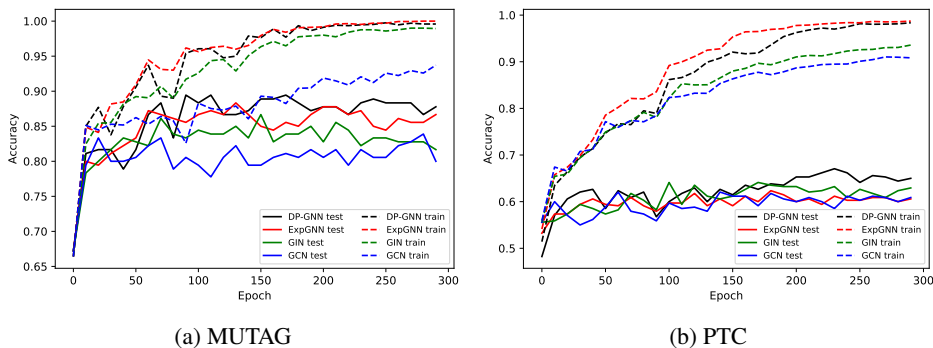 1.00
0.95
0.90
0.85
0.80
0.75
0.70
0.65
Accuracy
0 50 100 150 200 250 300
Epoch
DP-GNN test
ExpGNN test
GIN test
GCN test
DP-GNN train
ExpGNN train
GIN train
GCN train
(a) MUTAG
1.0
0.9
0.8
0.7
0.6
0.5
Accuracy
0 50 100 150 200 250 300
Epoch
DP-GNN test
ExpGNN test
GIN test
GCN test
DP-GNN train
ExpGNN train
GIN train
GCN train
(b) PTC